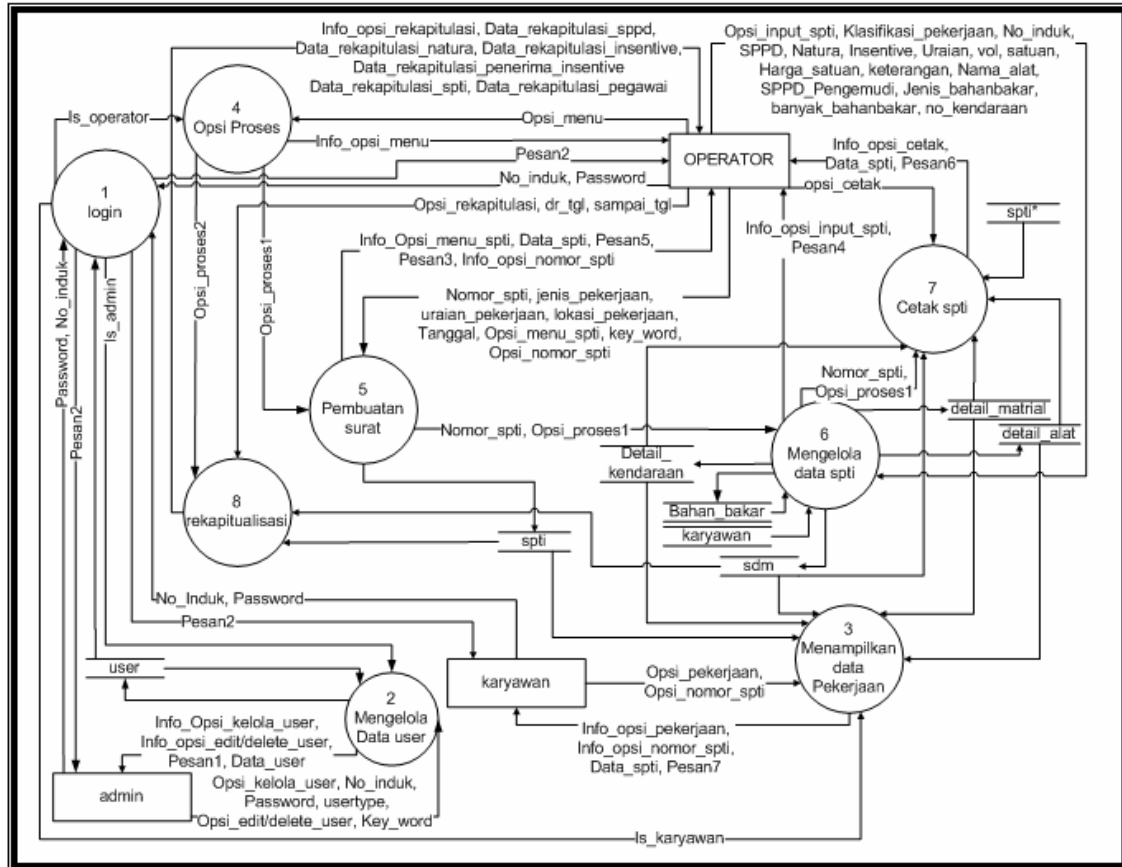 Info_opsi_rekapitulasi, Data_rekapitulasi_sppd,
Data_rekapitulasi_natura, Data_rekapitulasi_insentive,
Data_rekapitulasi_penerima_insentive
Data_rekapitulasi_spti, Data_rekapitulasi_pegawai
Opsi_input_spti, Klasifikasi_pekerjaan, No_induk,
SPPD, Natura, Insentive, Uraian, vol, satuan,
Harga_satuan, keterangan, Nama_alat,
SPPD_Pengemudi, Jenis_bahanbakar,
banyak_bahanbakar, no_kendaraan
4
Opsi Proses
Is_operator
Opsi_menu
Info_opsi_menu
OPERATOR
Info_opsi_cetak,
Data_spti, Pesan6
Pesan2
No_induk, Password
opsi_cetak
1
login
Opsi_rekapitulasi, dr_tgl, sampai_tgl
Info_opsi_input_spti,
Pesan4
spti*
Opsi_proses2
Opsi_proses1
Info_Opsi_menu_spti, Data_spti, Pesan5,
Pesan3, Info_opsi_nomor_spti
7
Cetak spti
Password, No_induk
Pesan2
Is_admin
Nomor_spti, jenis_pekerjaan,
uraian_pekerjaan, lokasi_pekerjaan,
Tanggal, Opsi_menu_spti, key_word,
Opsi_nomor_spti
5
Pembuatan
surat
Nomor_spti,
Opsi_proses1
detail_matrial
detail_alat
Nomor_spti, Opsi_proses1
6
Mengelola
data spti
Detail_
kendaraan
Bahan_bakar
karyawan
8
rekapitualisasi
spti
sdm
No_Induk, Password
Pesan2
3
Menampilkan
data
Pekerjaan
user
karyawan
Opsi_pekerjaan,
Opsi_nomor_spti
2
Mengelola
Data user
Info_opsi_pekerjaan,
Info_opsi_nomor_spti,
Data_spti, Pesan7
Info_Opsi_kelola_user,
Info_opsi_edit/delete_user,
Pesan1, Data_user
admin
Opsi_kelola_user, No_induk,
Password, usertype,
Opsi_edit/delete_user, Key_word
Is_karyawan